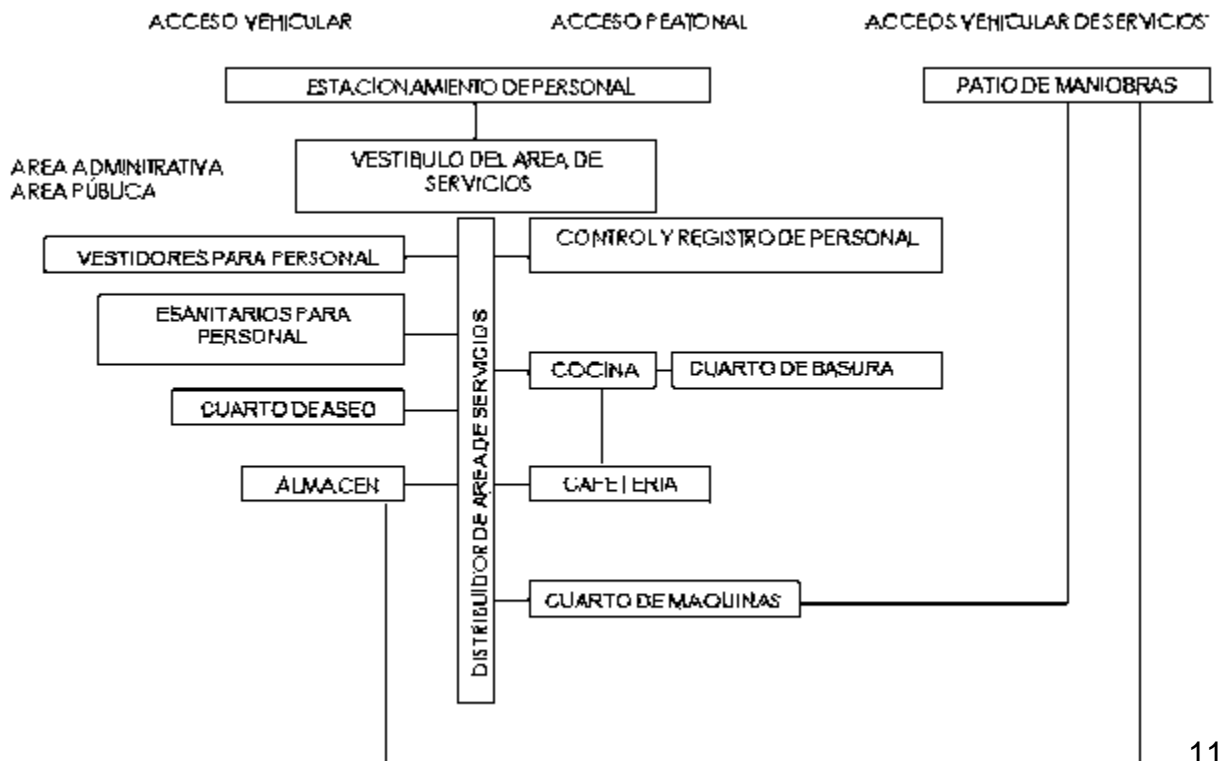 ACCESO VEHICULAR
ACCESO PEATONAL
ACCEOS VEHICULAR DE SERVICIOS
ESTACIONAMIENTO DE PERSONAL
PATIO DE MANIOBRAS
AREA ADMINITRATIVA
AREA PÚBLICA
VESTIBULO DEL AREA DE
SERVICIOS
VESTIDORES PARA PERSONAL
CONTROL Y REGISTRO DE PERSONAL
ESANITARIOS PARA
PERSONAL
DISTRIBUIDOR DE AREA DE SERVICIOS
COCINA
CUARTO DE BASURA
CUARTO DE ASEO
ALMACEN
CAFETERIA
CUARTO DE MAQUINAS
11